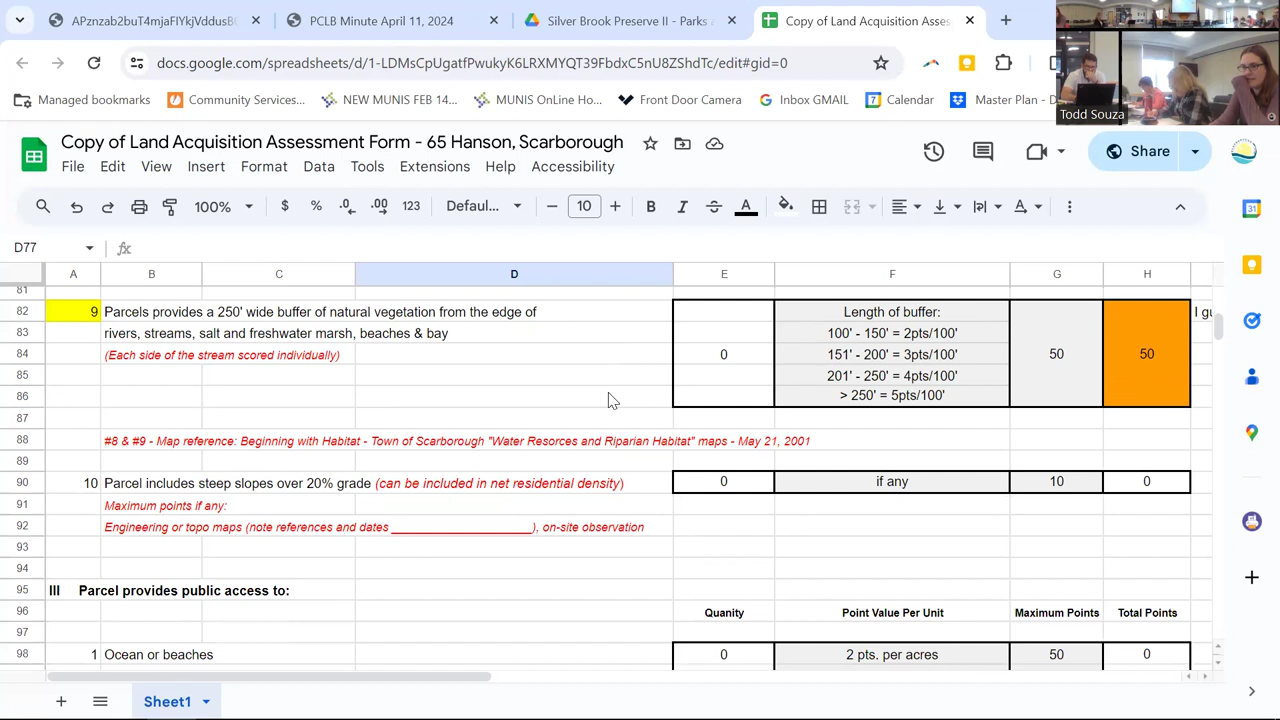 APznzab2buT4mjaFIYkjVddusB
PCLB Minute April 11, 2024
Silver Brook Preserve II - Parks a
Copy of Land Acquisition Asses
docs.google.com/spreadsheets/d/1-LDMsCpUgatfPwukyK6LRXMYQT39FbdxC5nU8ZShdTc/edit#gid=0
Managed bookmarks
Community Services...
NEW MUNIS FEB 14...
MUNIS OnLine Ho...
Front Door Camera
Inbox GMAIL
Calendar
Master Plan - D
Todd Souza
Copy of Land Acquisition Assessment Form - 65 Hanson, Scarborough
Share
File Edit View Insert Format Data Tools Extensions Help Accessibility
100% $ % .0 .00 123 Defaul... 10 B I A
D77
fx
31
A B C D E F G H
81
82 9 Parcels provides a 250' wide buffer of natural vegetation from the edge of Length of buffer: I gu
83 rivers, streams, salt and freshwater marsh, beaches & bay 100' - 150' = 2pts/100'
84 (Each side of the stream scored individually) 0 151' - 200' = 3pts/100' 50 50
85 201' - 250' = 4pts/100'
86 > 250' = 5pts/100'
87
88 #8 & #9 - Map reference: Beginning with Habitat - Town of Scarborough "Water Resorces and Riparian Habitat" maps - May 21, 2001
89
90 10 Parcel includes steep slopes over 20% grade (can be included in net residential density) 0 if any 10 0
91 Maximum points if any:
92 Engineering or topo maps (note references and dates____________________), on-site observation
93
94
95 III Parcel provides public access to:
96 Quanity Point Value Per Unit Maximum Points Total Points
97
98 1 Ocean or beaches 0 2 pts. per acres 50 0
Sheet1